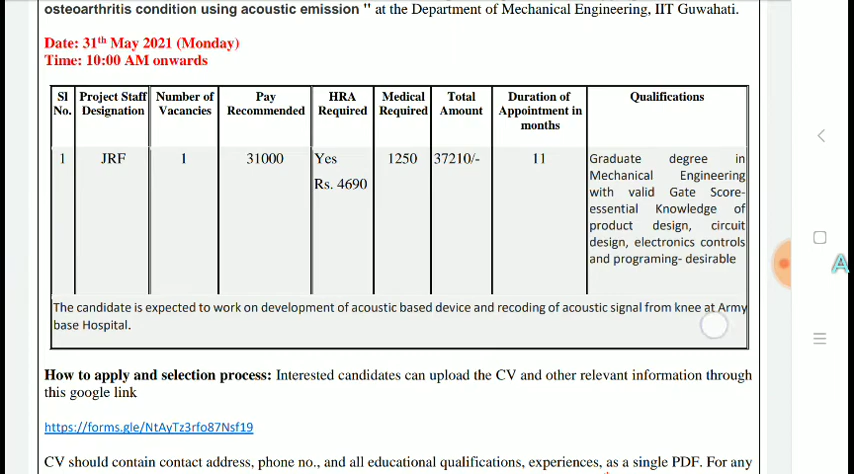 osteoarthritis condition using acoustic emission " at the Department of Mechanical Engineering, IIT Guwahati.
Date: 31th May 2021 (Monday)
Time: 10:00 AM onwards
Sl No. Project Staff Designation Number of Vacancies Pay Recommended HRA Required Medical Required Total Amount Duration of Appointment in months Qualifications
1 JRF 1 31000 Yes Rs. 4690 1250 37210/- 11
Graduate degree in
Mechanical Engineering
with valid Gate Score-
essential Knowledge of
product design, circuit
design, electronics controls
and programing- desirable
The candidate is expected to work on development of acoustic based device and recoding of acoustic signal from knee at Army
base Hospital.
How to apply and selection process: Interested candidates can upload the CV and other relevant information through
this google link
https://forms.gle/NtAyTz3rfo87Nsf19
CV should contain contact address, phone no., and all educational qualifications, experiences, as a single PDF. For any
A